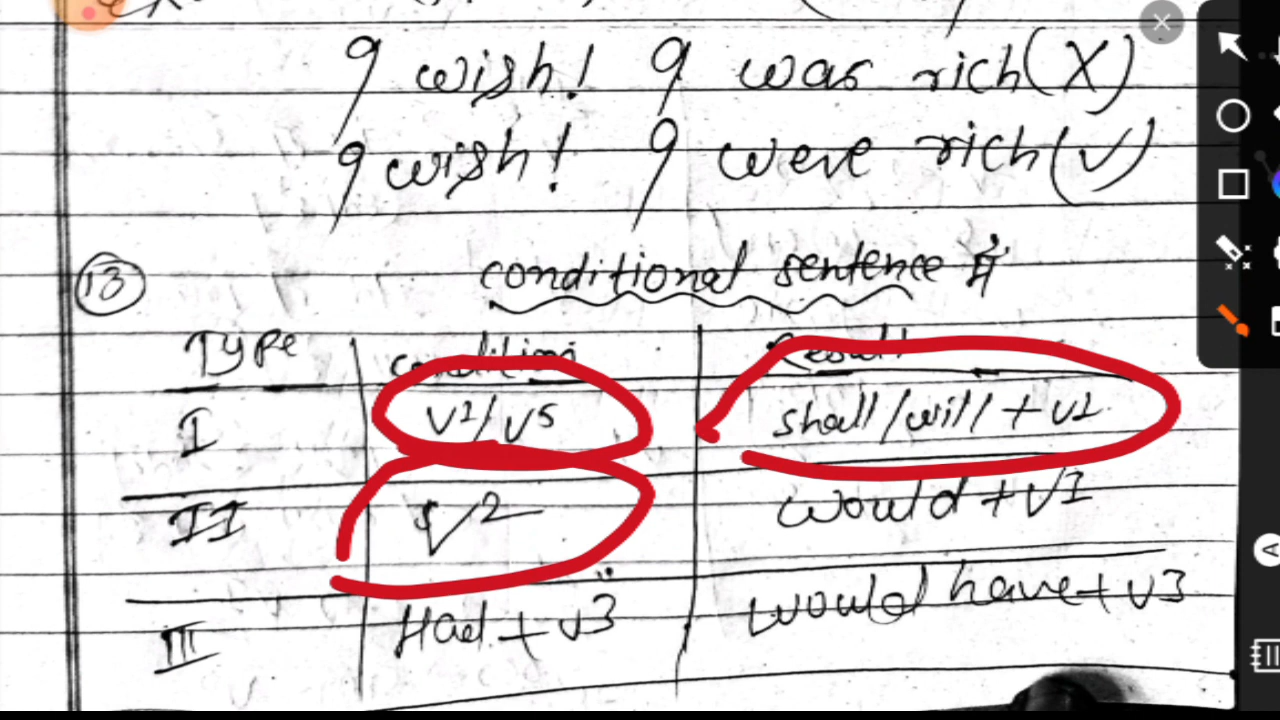 I wish! I was rich(X)
I wish! I were rich(✓)
13 conditional sentence में
Type condition Result
I V1/V5 shall/will+V1
II V2 would+V1
III Had+V3 would have+V3